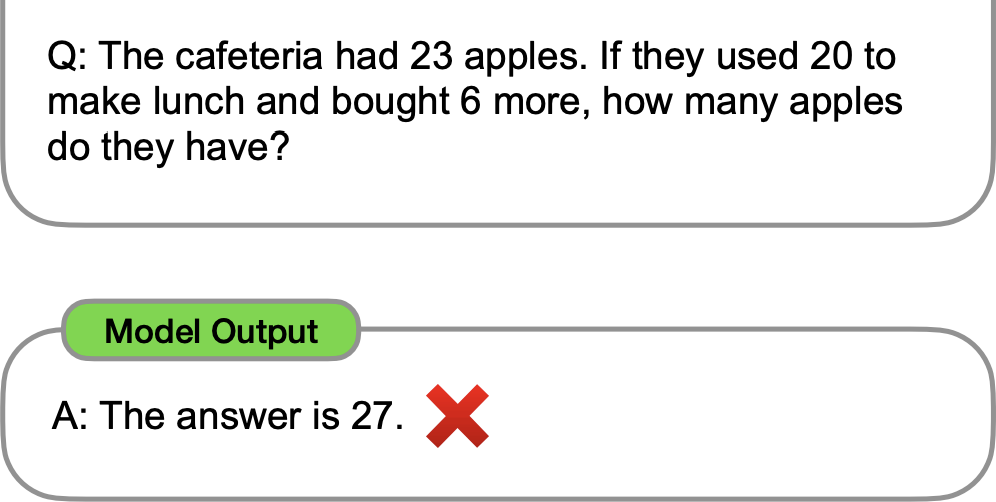 Q: The cafeteria had 23 apples. If they used 20 to
make lunch and bought 6 more, how many apples
do they have?
Model Output
A: The answer is 27.